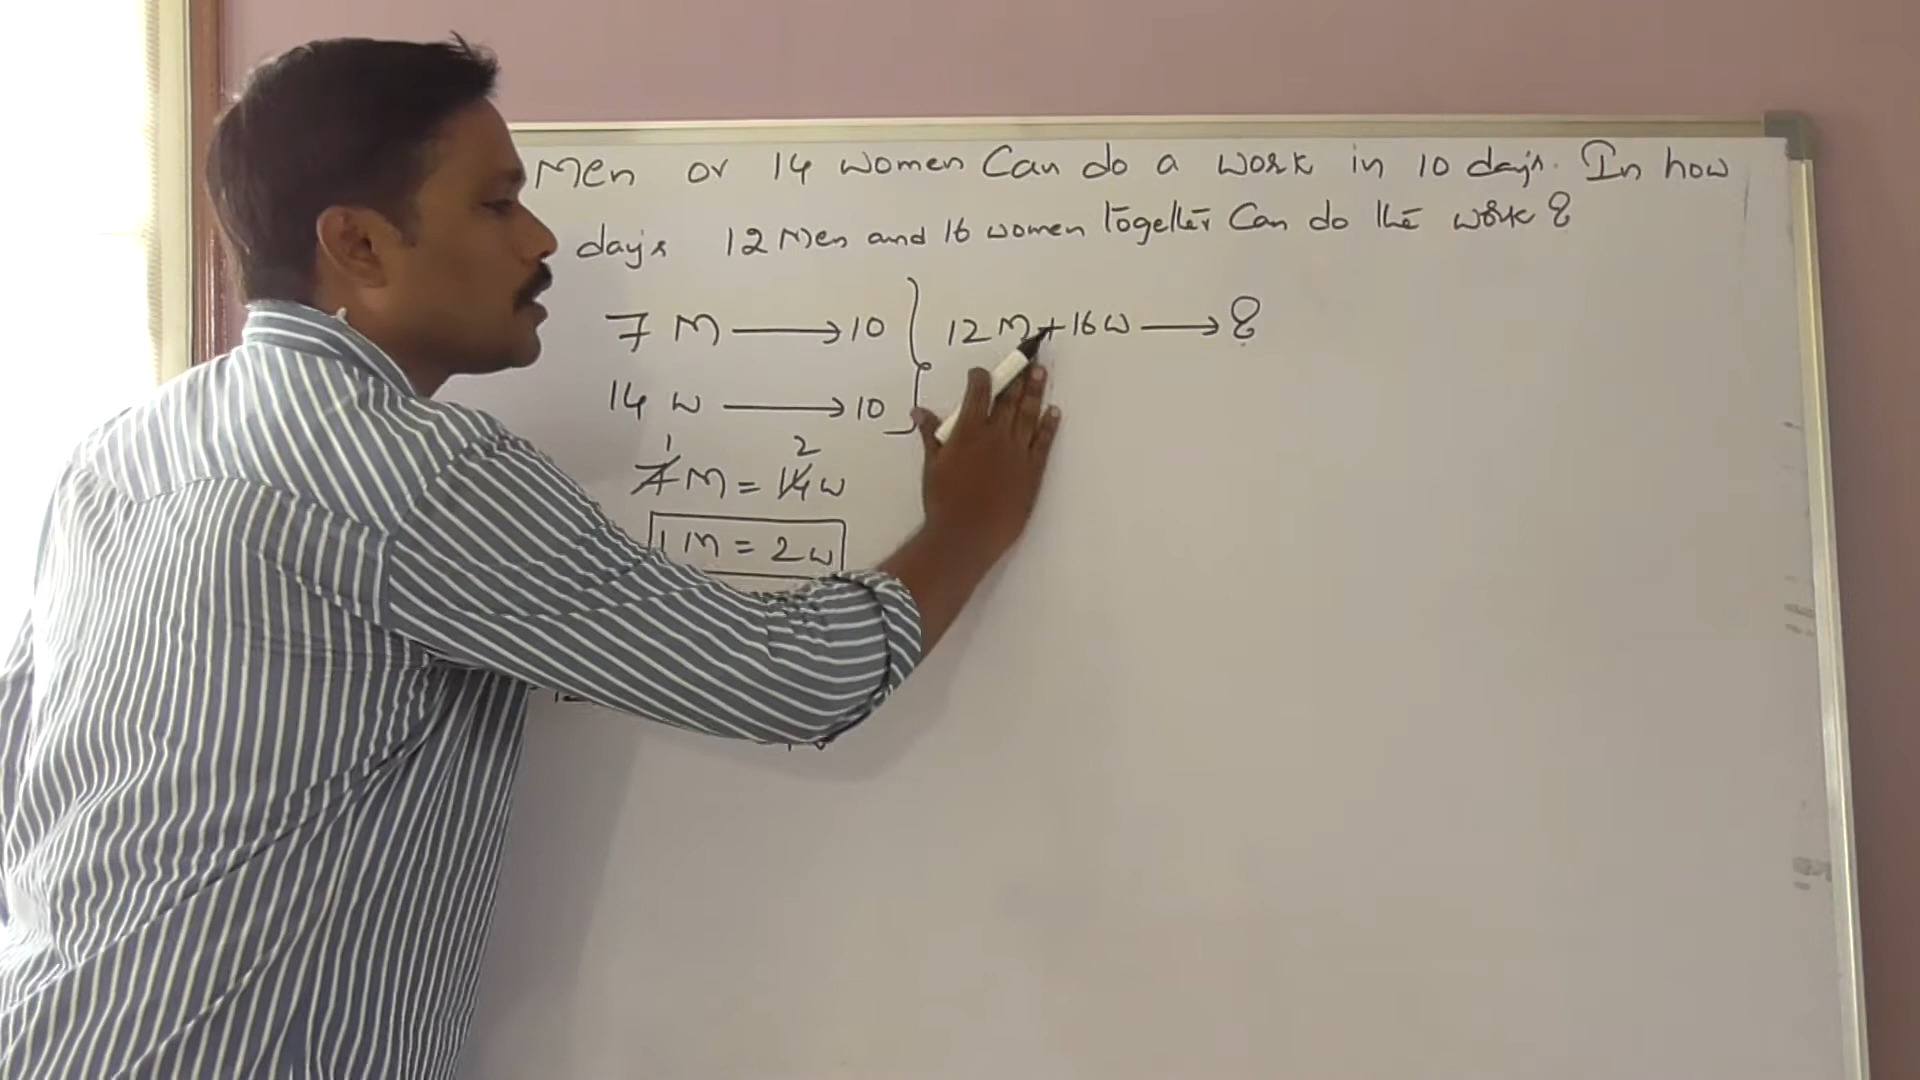 Men or 14 women Can do a work in 10 days. In how
days 12 Men and 16 women together Can do the work ?
7 M → 10
12 M + 16 w → ?
14 w → 10
1 2
7 M = 14 w
1 M = 2 w
12